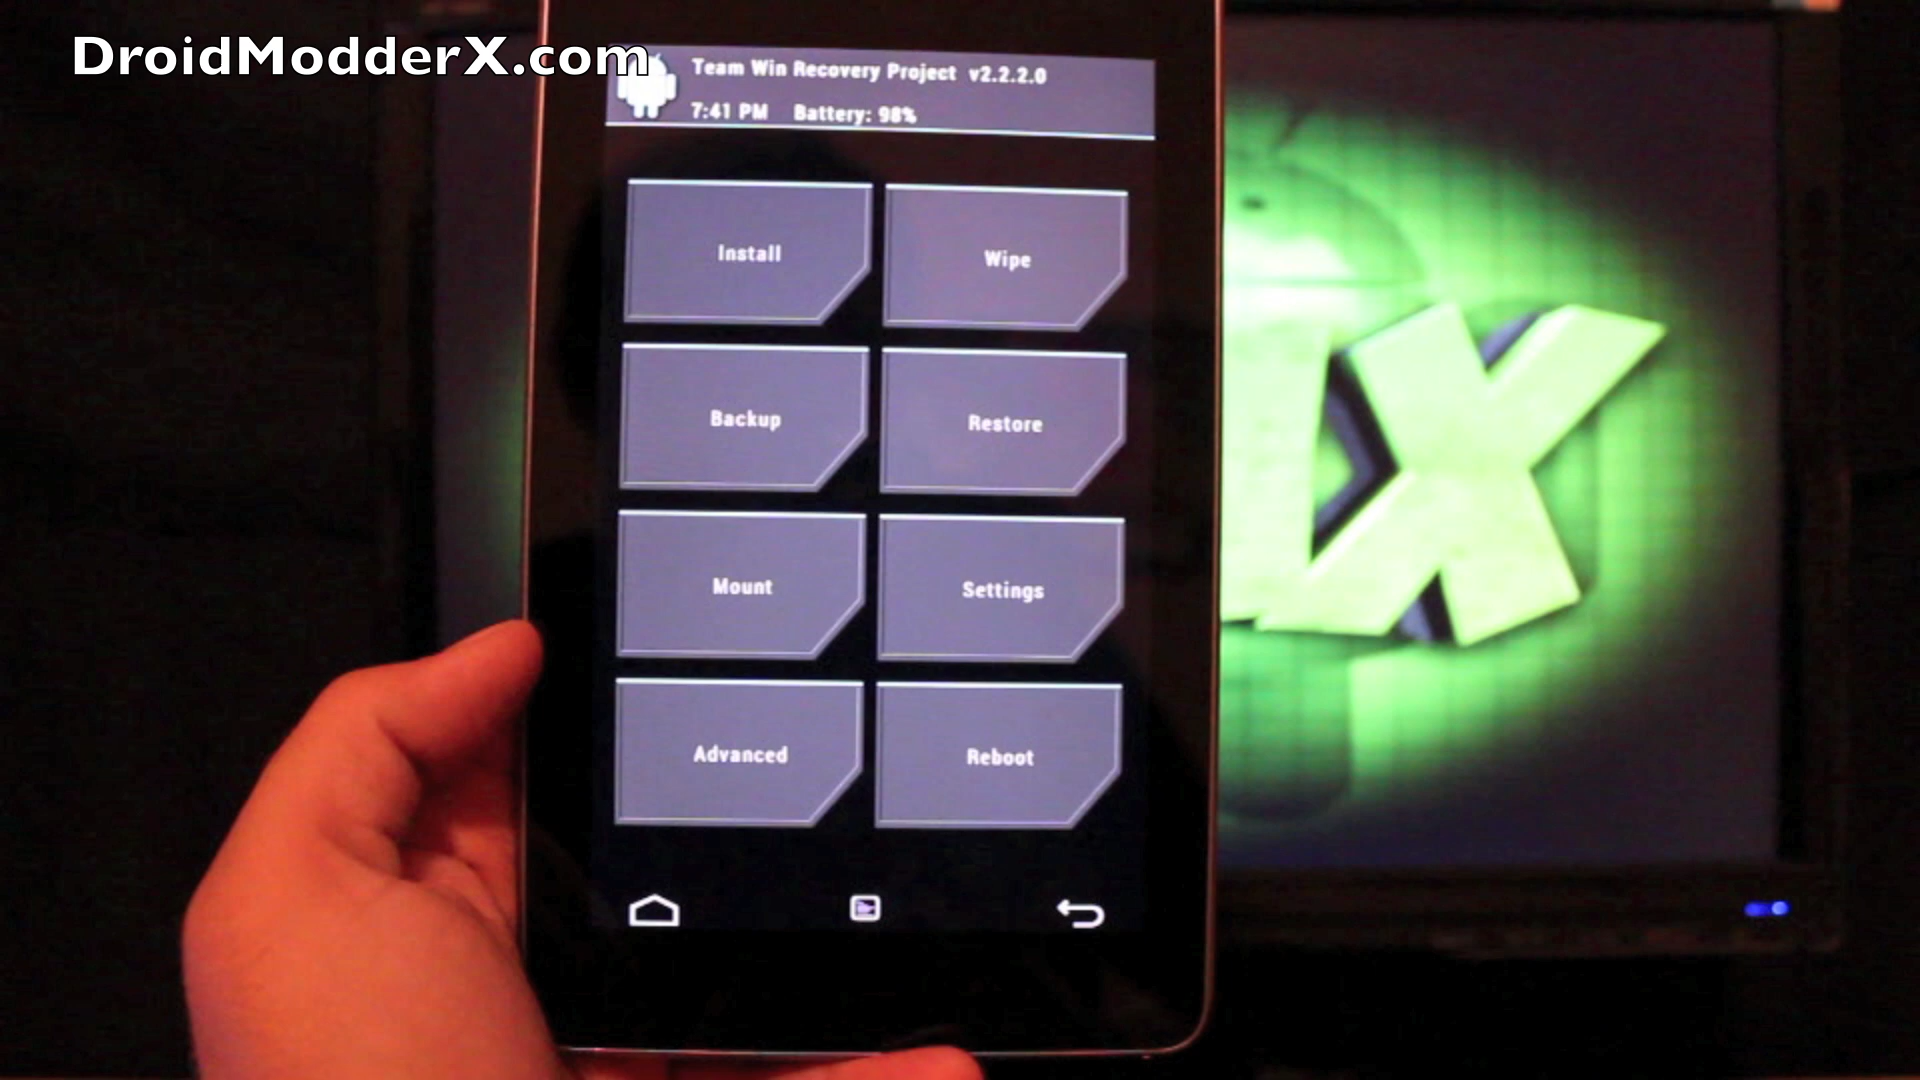 DroidModderX.com
Team Win Recovery Project v2.2.2.0
7:41 PM Battery: 98%
Install
Wipe
Backup
Restore
Mount
Settings
Advanced
Reboot
X